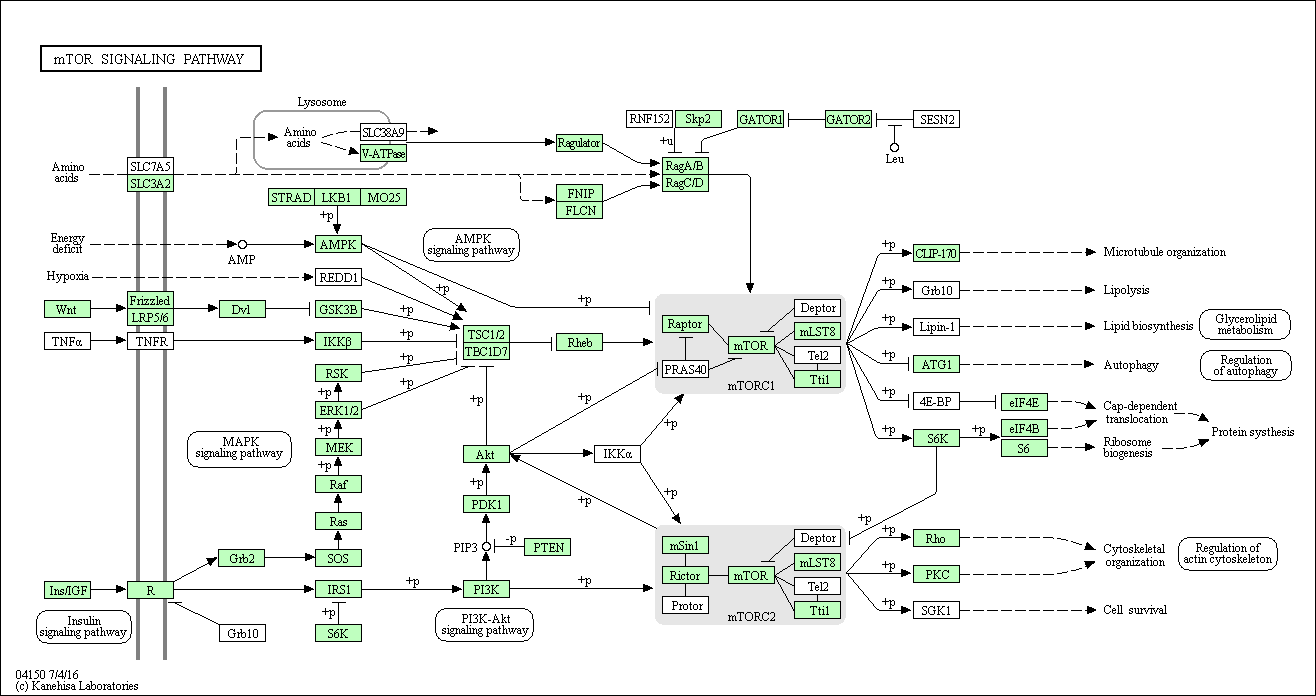 mTOR SIGNALING PATHWAY
Lysosome
Amino
acids
SLC38A9
V-ATPase
Ragulator
RNF152
Skp2
+u
GATOR1
GATOR2
SESN2
Leu
Amino
acids
SLC7A5
SLC3A2
RagA/B
RagC/D
FNIP
FLCN
STRAD
LKB1
MO25
+p
Energy
deficit
AMP
AMPK
AMPK
signaling pathway
Hypoxia
REDD1
+p
+p
Wnt
Frizzled
LRP5/6
Dvl
GSK3B
+p
TNFα
TNFR
IKKβ
+p
TSC1/2
TBC1D7
Rheb
RSK
+p
+p
ERK1/2
+p
+p
MEK
+p
Raf
Ras
MAPK
signaling pathway
Raptor
mTOR
PRAS40
Deptor
mLST8
Tel2
Tti1
mTORC1
+p
CLIP-170
Microtubule organization
+p
Grb10
Lipolysis
+p
Lipin-1
Lipid biosynthesis
Glycerolipid
metabolism
+p
ATG1
Autophagy
Regulation
of autophagy
+p
4E-BP
eIF4E
Cap-dependent
translocation
+p
S6K
+p
eIF4B
S6
Ribosome
biogenesis
Protein systhesis
+p
+p
Akt
IKKα
+p
+p
+p
+p
PDK1
+p
PIP3
-p
PTEN
Grb2
SOS
Ins/IGF
R
IRS1
+p
PI3K
+p
+p
S6K
Grb10
Insulin
signaling pathway
PI3K-Akt
signaling pathway
mSin1
Rictor
Protor
mTOR
Deptor
mLST8
Tel2
Tti1
mTORC2
+p
+p
Rho
+p
PKC
+p
SGK1
Cytoskeletal
organization
Regulation of
actin cytoskeleton
Cell survival
04150 7/4/16
(c) Kanehisa Laboratories